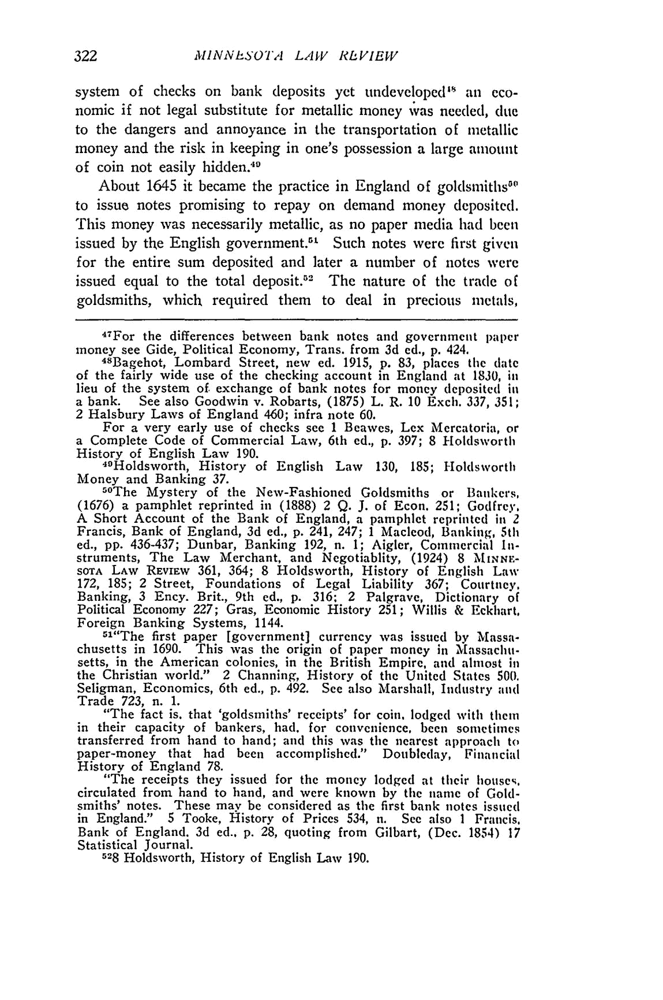 322 MINNESOTA LAW REVIEW
system of checks on bank deposits yet undeveloped⁴⁸ an eco-
nomic if not legal substitute for metallic money was needed, due
to the dangers and annoyance in the transportation of metallic
money and the risk in keeping in one's possession a large amount
of coin not easily hidden.⁴⁹
About 1645 it became the practice in England of goldsmiths⁵⁰
to issue notes promising to repay on demand money deposited.
This money was necessarily metallic, as no paper media had been
issued by the English government.⁵¹ Such notes were first given
for the entire sum deposited and later a number of notes were
issued equal to the total deposit.⁵² The nature of the trade of
goldsmiths, which required them to deal in precious metals,
⁴⁷For the differences between bank notes and government paper
money see Gide, Political Economy, Trans. from 3d ed., p. 424.
⁴⁸Bagehot, Lombard Street, new ed. 1915, p. 83, places the date
of the fairly wide use of the checking account in England at 1830, in
lieu of the system of exchange of bank notes for money deposited in
a bank. See also Goodwin v. Robarts, (1875) L. R. 10 Exch. 337, 351;
2 Halsbury Laws of England 460; infra note 60.
For a very early use of checks see 1 Beawes, Lex Mercatoria, or
a Complete Code of Commercial Law, 6th ed., p. 397; 8 Holdsworth
History of English Law 190.
⁴⁹Holdsworth, History of English Law 130, 185; Holdsworth
Money and Banking 37.
⁵⁰The Mystery of the New-Fashioned Goldsmiths or Bankers,
(1676) a pamphlet reprinted in (1888) 2 Q. J. of Econ. 251; Godfrey,
A Short Account of the Bank of England, a pamphlet reprinted in 2
Francis, Bank of England, 3d ed., p. 241, 247; 1 Macleod, Banking, 5th
ed., pp. 436-437; Dunbar, Banking 192, n. 1; Aigler, Commercial In-
struments, The Law Merchant, and Negotiablity, (1924) 8 MINNE-
SOTA LAW REVIEW 361, 364; 8 Holdsworth, History of English Law
172, 185; 2 Street, Foundations of Legal Liability 367; Courtney,
Banking, 3 Ency. Brit., 9th ed., p. 316; 2 Palgrave, Dictionary of
Political Economy 227; Gras, Economic History 251; Willis & Eckhart,
Foreign Banking Systems, 1144.
⁵¹“The first paper [government] currency was issued by Massa-
chusetts in 1690. This was the origin of paper money in Massachu-
setts, in the American colonies, in the British Empire, and almost in
the Christian world.” 2 Channing, History of the United States 500.
Seligman, Economics, 6th ed., p. 492. See also Marshall, Industry and
Trade 723, n. 1.
“The fact is, that ‘goldsmiths’ receipts’ for coin, lodged with them
in their capacity of bankers, had, for convenience, been sometimes
transferred from hand to hand; and this was the nearest approach to
paper-money that had been accomplished.” Doubleday, Financial
History of England 78.
“The receipts they issued for the money lodged at their houses,
circulated from hand to hand, and were known by the name of Gold-
smiths’ notes. These may be considered as the first bank notes issued
in England.” 5 Tooke, History of Prices 534, n. See also 1 Francis,
Bank of England, 3d ed., p. 28, quoting from Gilbart, (Dec. 1854) 17
Statistical Journal.
⁵²8 Holdsworth, History of English Law 190.